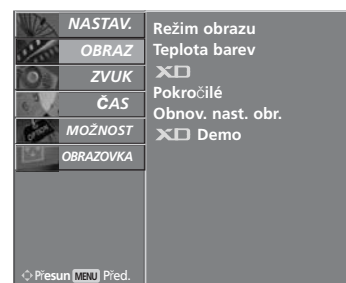 NASTAV.
OBRAZ
ZVUK
ČAS
MOŽNOST
OBRAZOVKA
Režim obrazu
Teplota barev
XD
Pokročilé
Obnov. nast. obr.
XD Demo
Přesun MENU Před.